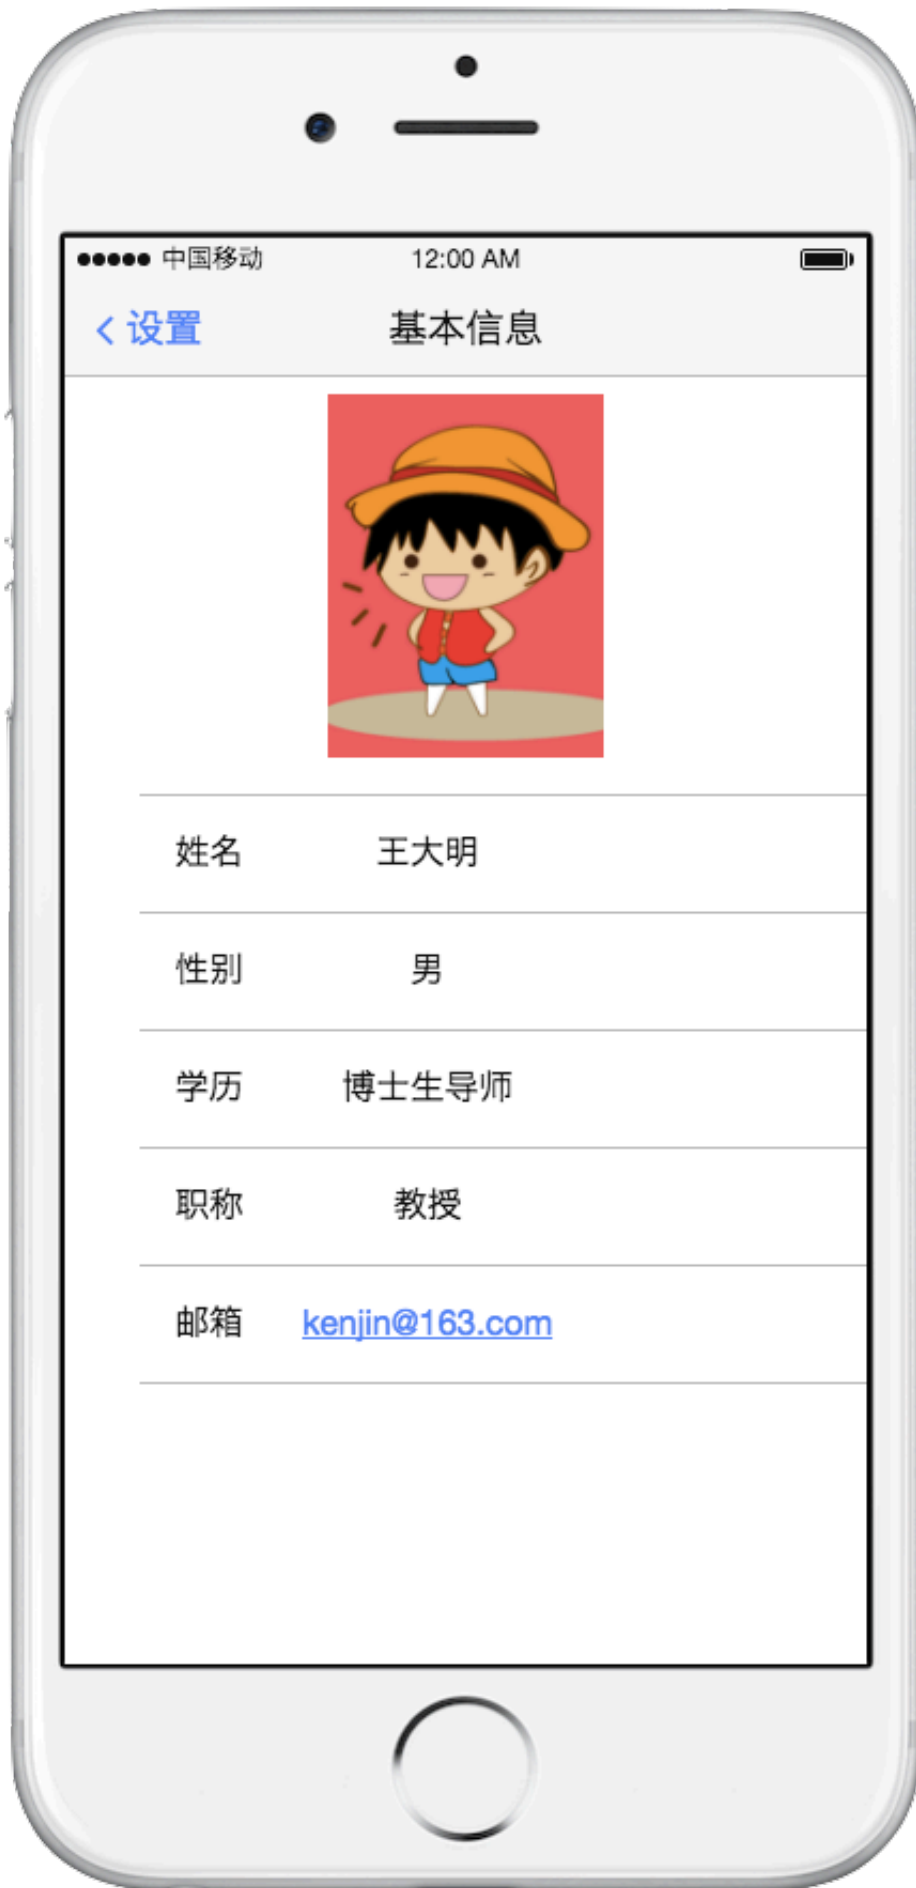 中国移动 12:00 AM
设置 基本信息
姓名 王大明
性别 男
学历 博士生导师
职称 教授
邮箱 kenjin@163.com